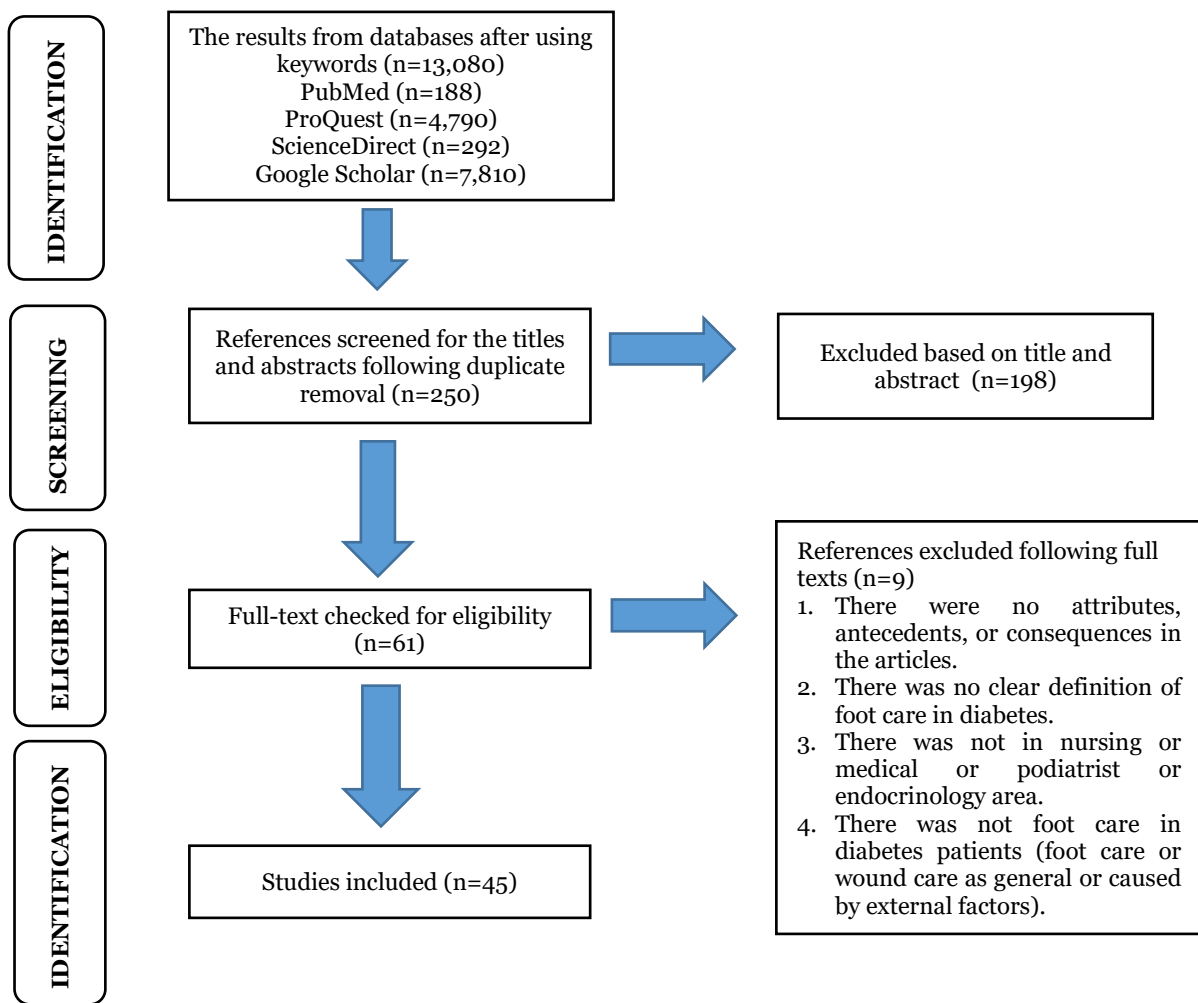 IDENTIFICATION
The results from databases after using
keywords (n=13,080)
PubMed (n=188)
ProQuest (n=4,790)
ScienceDirect (n=292)
Google Scholar (n=7,810)
SCREENING
References screened for the titles
and abstracts following duplicate
removal (n=250)
Excluded based on title and
abstract (n=198)
ELIGIBILITY
Full-text checked for eligibility
(n=61)
References excluded following full
texts (n=9)
1. There were no attributes,
antecedents, or consequences in
the articles.
2. There was no clear definition of
foot care in diabetes.
3. There was not in nursing or
medical or podiatrist or
endocrinology area.
4. There was not foot care in
diabetes patients (foot care or
wound care as general or caused
by external factors).
IDENTIFICATION
Studies included (n=45)